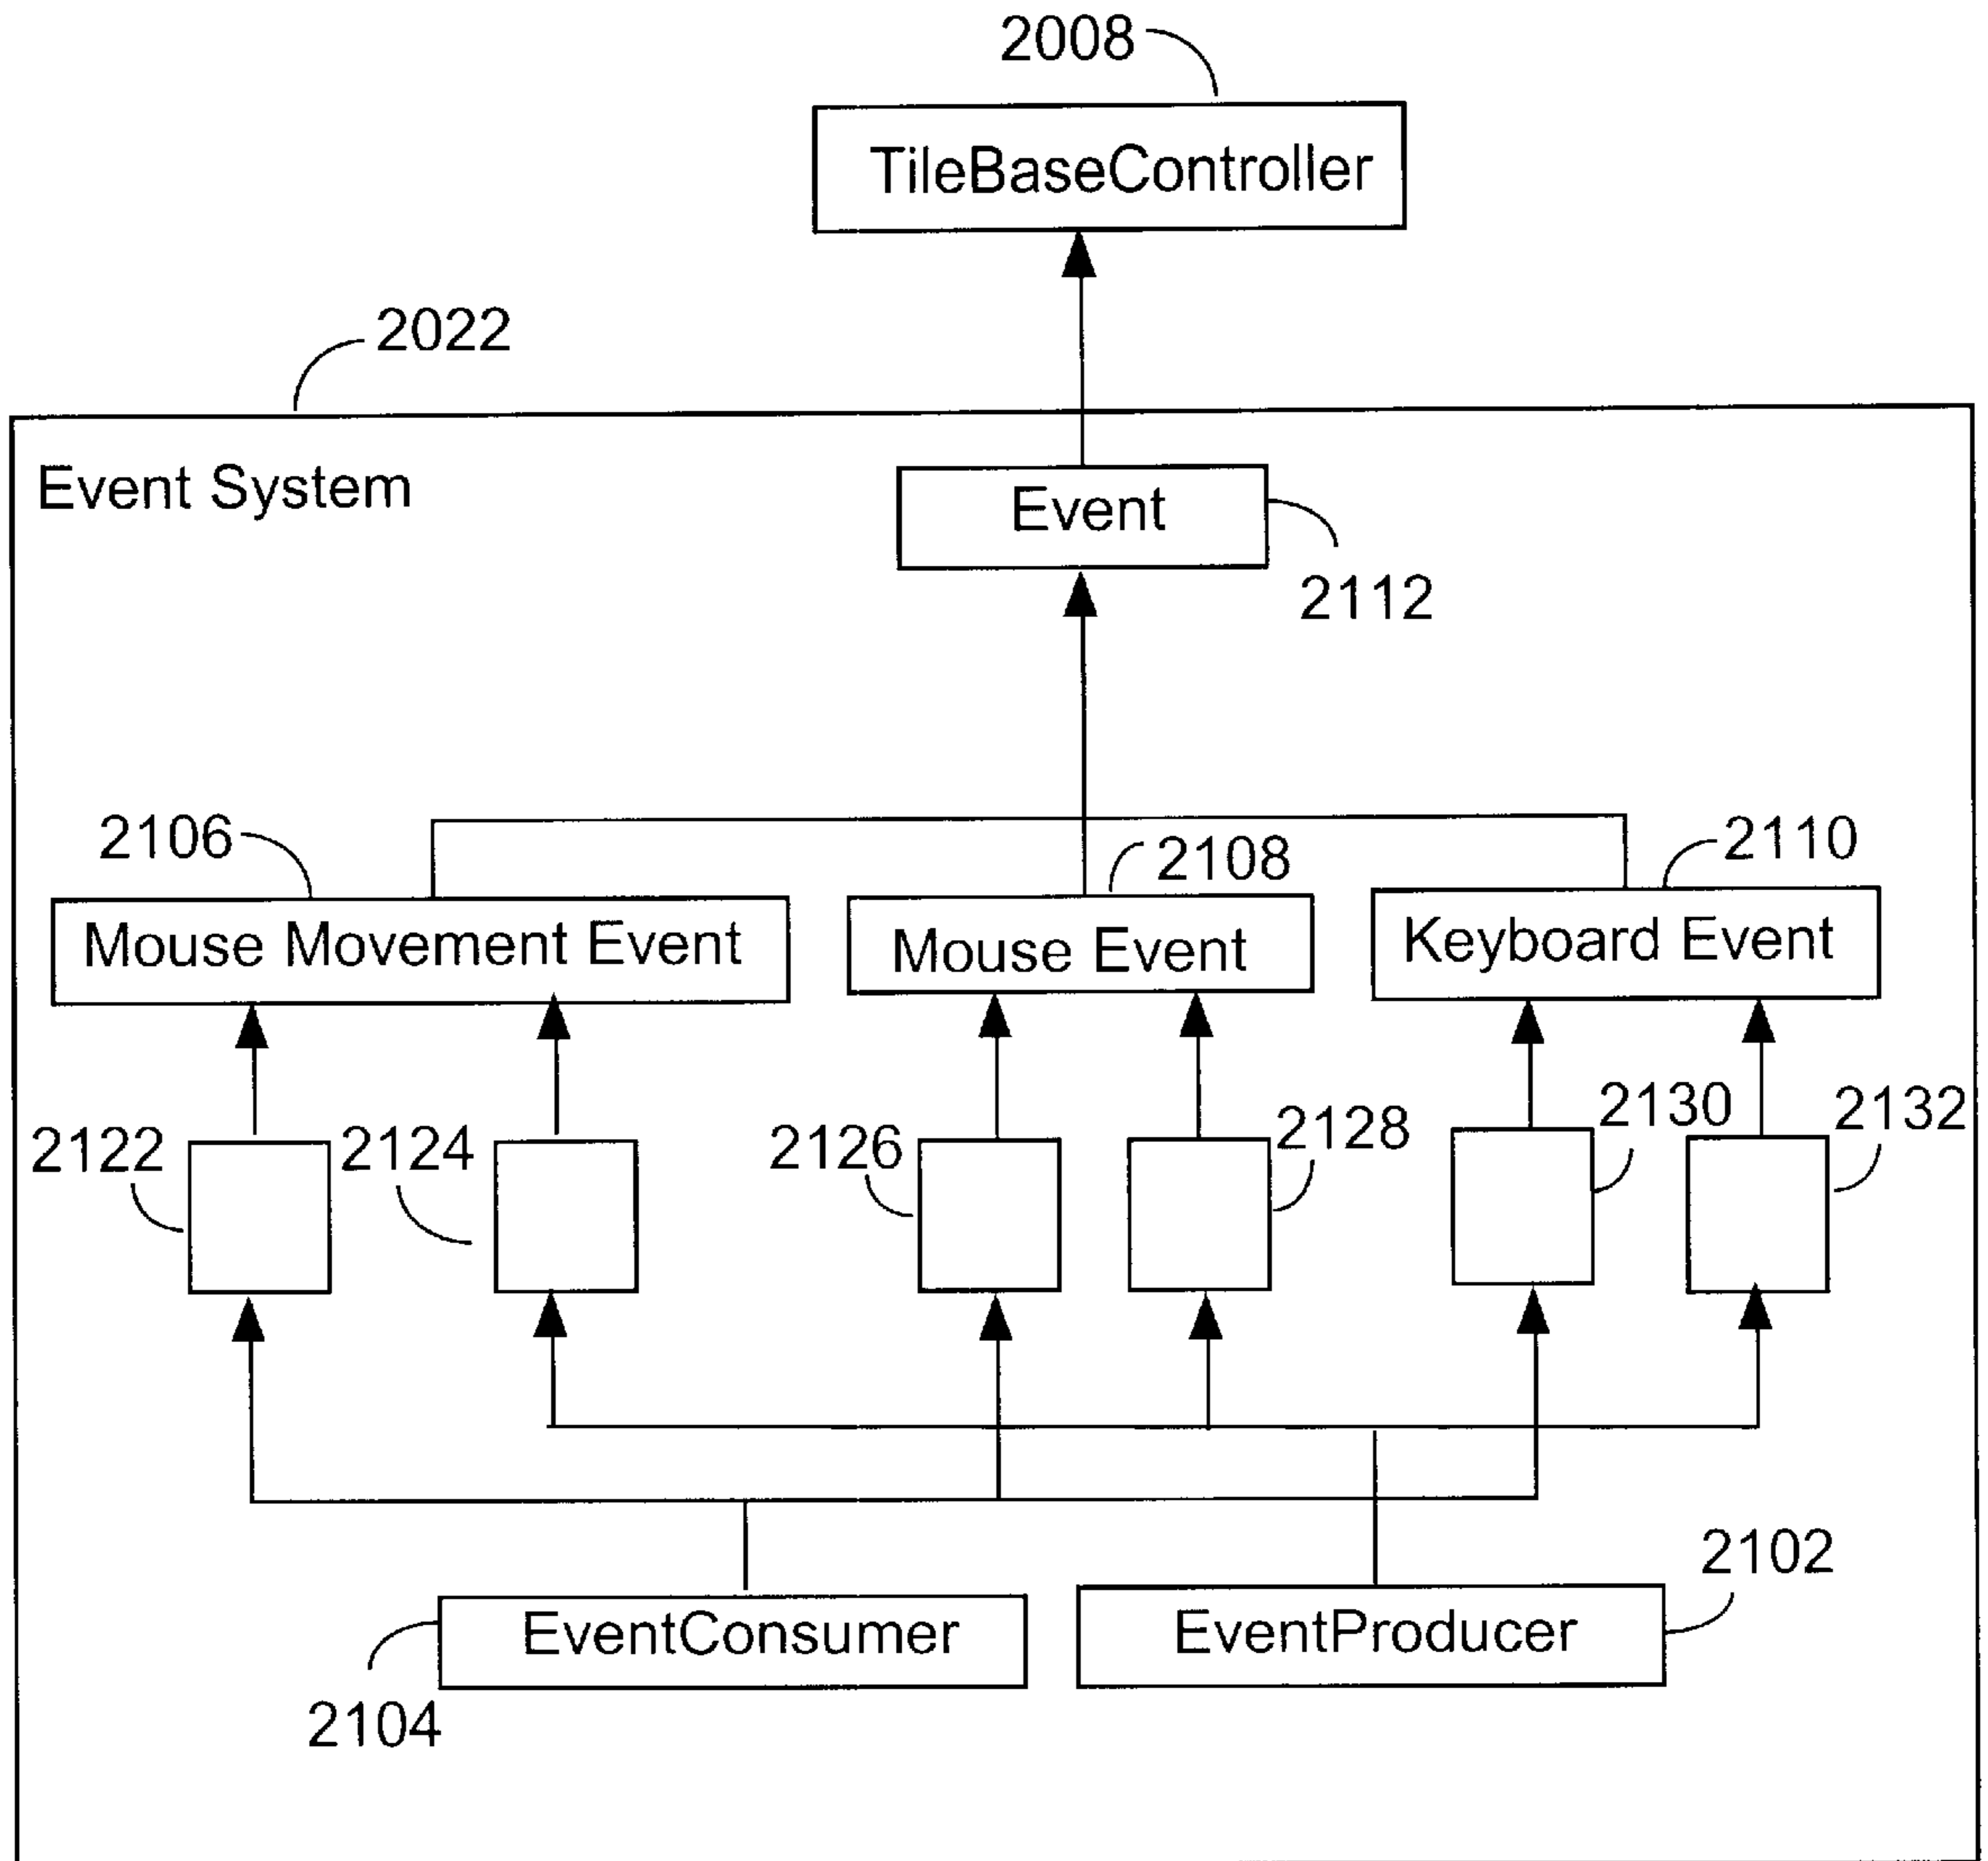 2008
TileBaseController
2022
Event System
Event
2112
2106
2108
2110
Mouse Movement Event
Mouse Event
Keyboard Event
2122
2124
2126
2128
2130
2132
EventConsumer
EventProducer
2102
2104